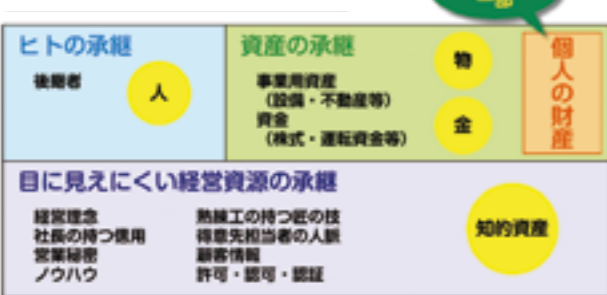 一部
ヒトの承継
後継者
人
資産の承継
事業用資産
（設備・不動産等）
資金
（株式・運転資金等）
物
金
個人の財産
目に見えにくい経営資源の承継
経営理念
社長の持つ信用
営業秘密
ノウハウ
熟練工の持つ匠の技
得意先担当者の人脈
顧客情報
許可・認可・認証
知的資産